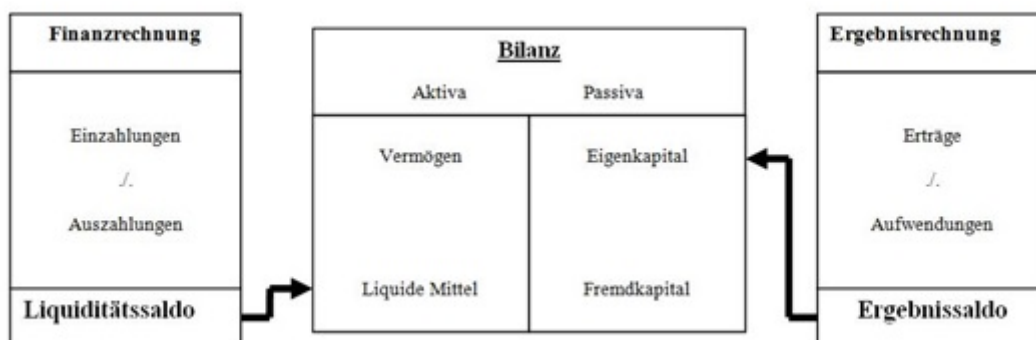 Finanzrechnung
Einzahlungen
./.
Auszahlungen
Liquiditätssaldo
Bilanz
Aktiva Passiva
Vermögen Eigenkapital
Liquide Mittel Fremdkapital
Ergebnisrechnung
Erträge
./.
Aufwendungen
Ergebnissaldo